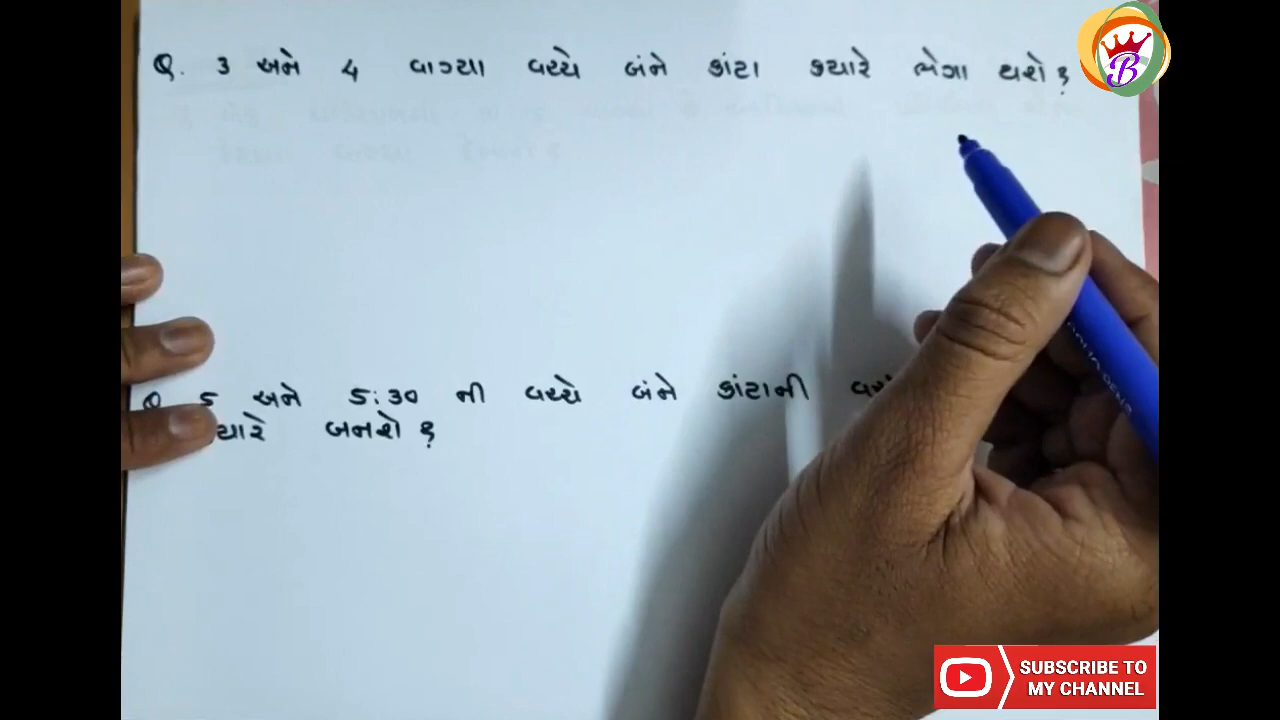 Q. 3 અને 4 વાગ્યા વચ્ચે બંને કાંટા ક્યારે ભેગા થશે ?
B
Q 5 અને 5:30 ની વચ્ચે બંને કાંટાની
ક્યારે બનશે ?
SUBSCRIBE TO
MY CHANNEL